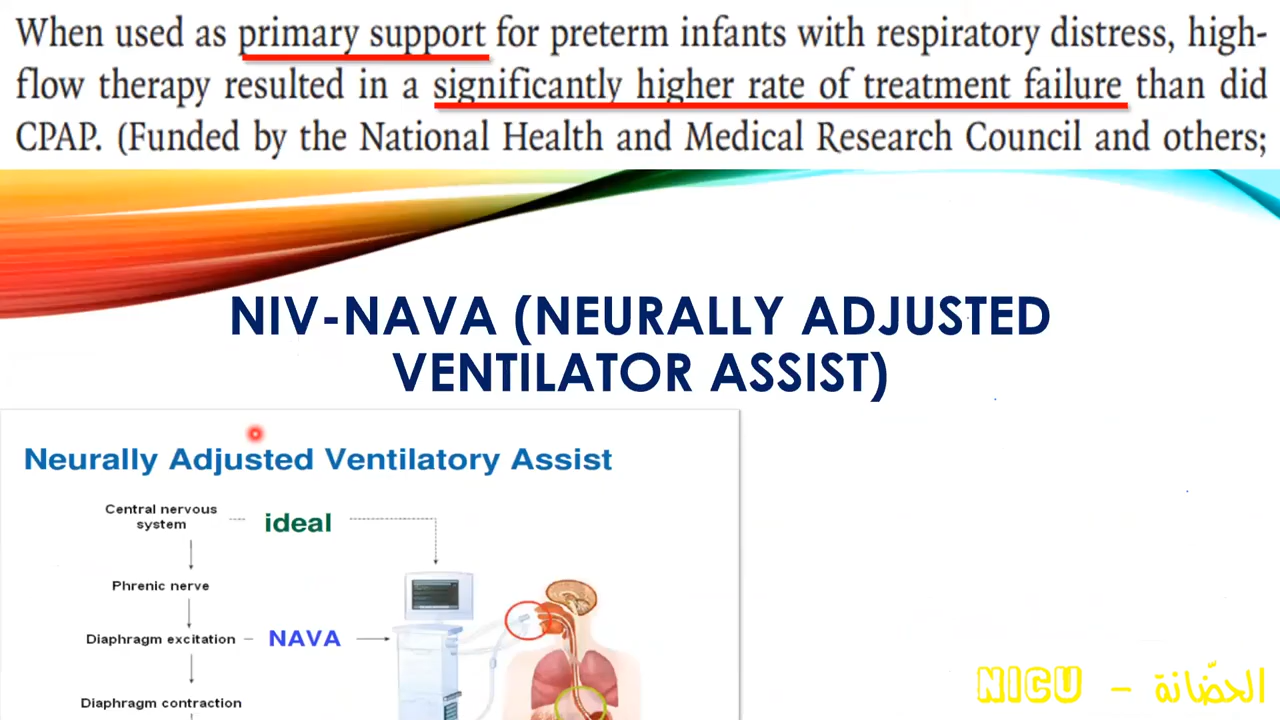 When used as primary support for preterm infants with respiratory distress, high-
flow therapy resulted in a significantly higher rate of treatment failure than did
CPAP. (Funded by the National Health and Medical Research Council and others;
NIV-NAVA (NEURALLY ADJUSTED
VENTILATOR ASSIST)
Neurally Adjusted Ventilatory Assist
Central nervous
system
ideal
Phrenic nerve
Diaphragm excitation
NAVA
Diaphragm contraction
NICU - الحضّانة